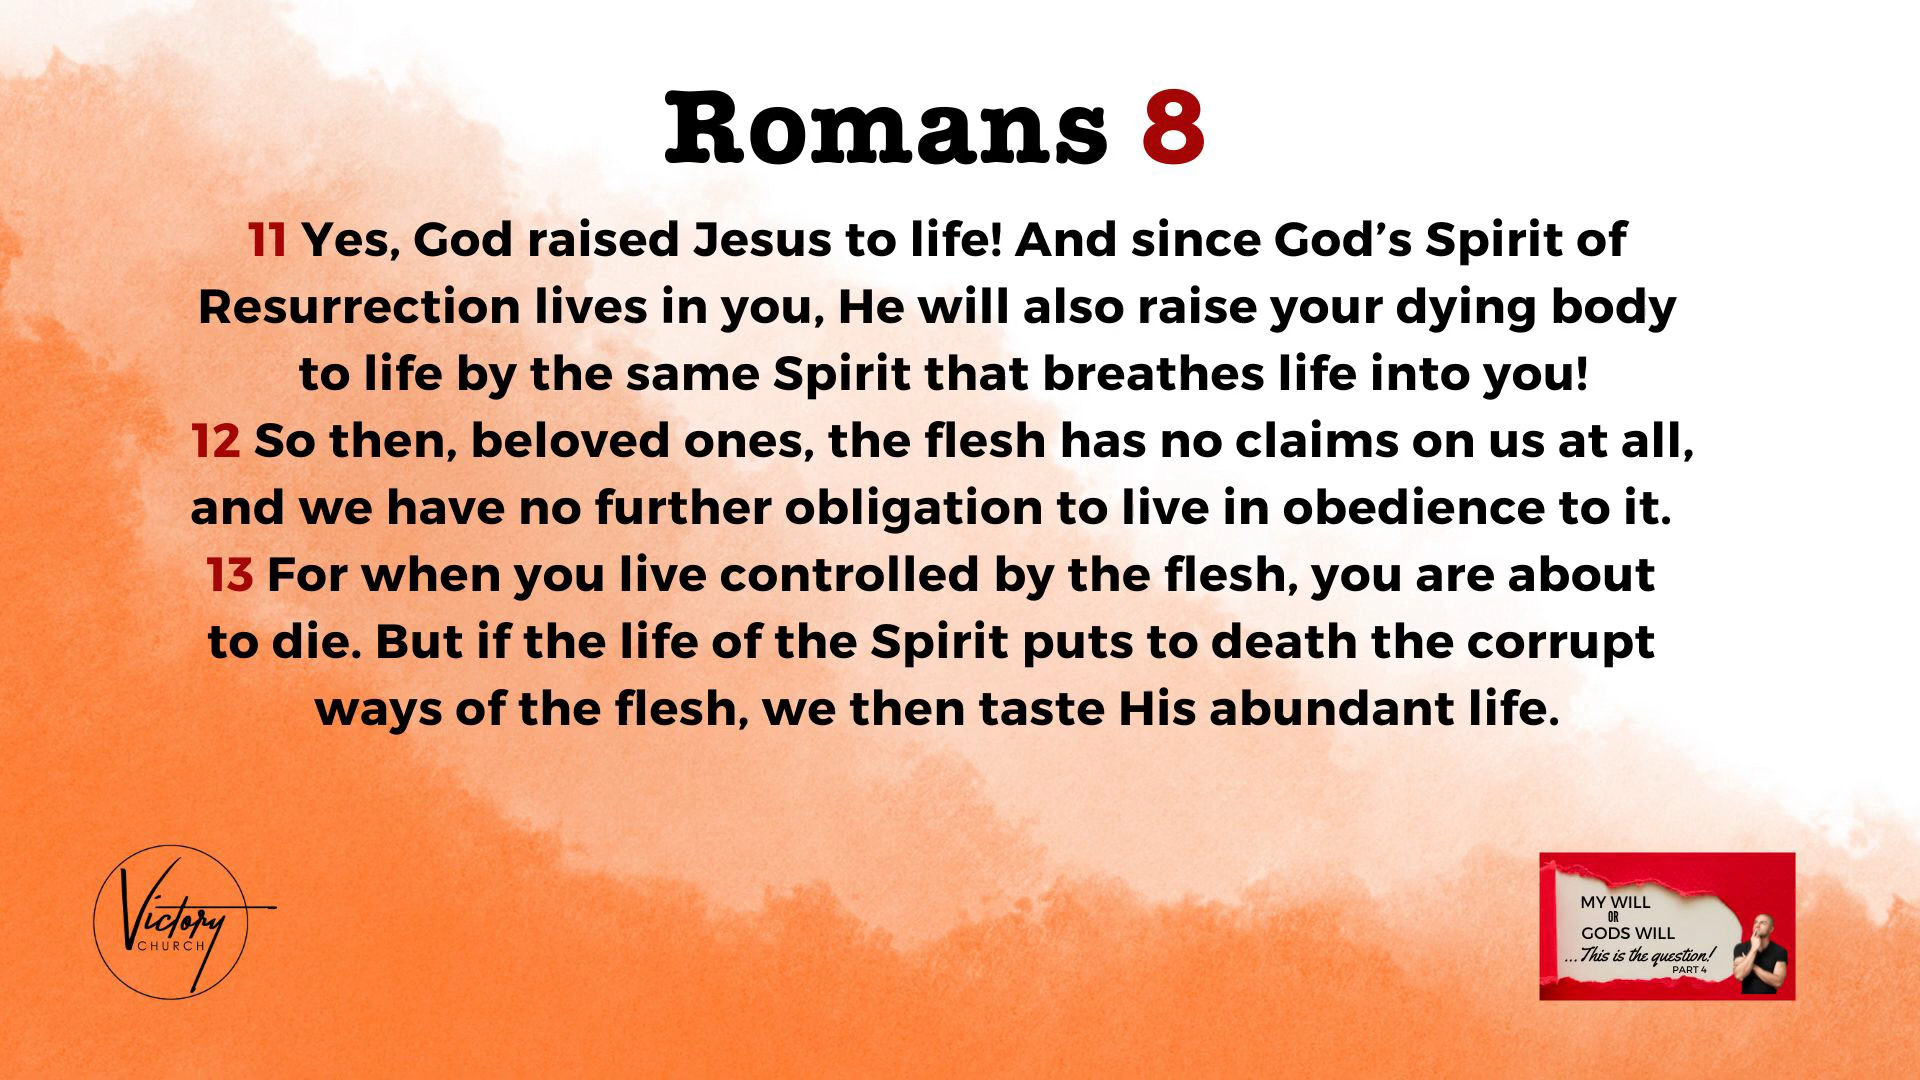 Romans 8
11 Yes, God raised Jesus to life! And since God’s Spirit of
Resurrection lives in you, He will also raise your dying body
to life by the same Spirit that breathes life into you!
12 So then, beloved ones, the flesh has no claims on us at all,
and we have no further obligation to live in obedience to it.
13 For when you live controlled by the flesh, you are about
to die. But if the life of the Spirit puts to death the corrupt
ways of the flesh, we then taste His abundant life.
Victory
CHURCH
MY WILL
OR
GODS WILL
...This is the question!
PART 4